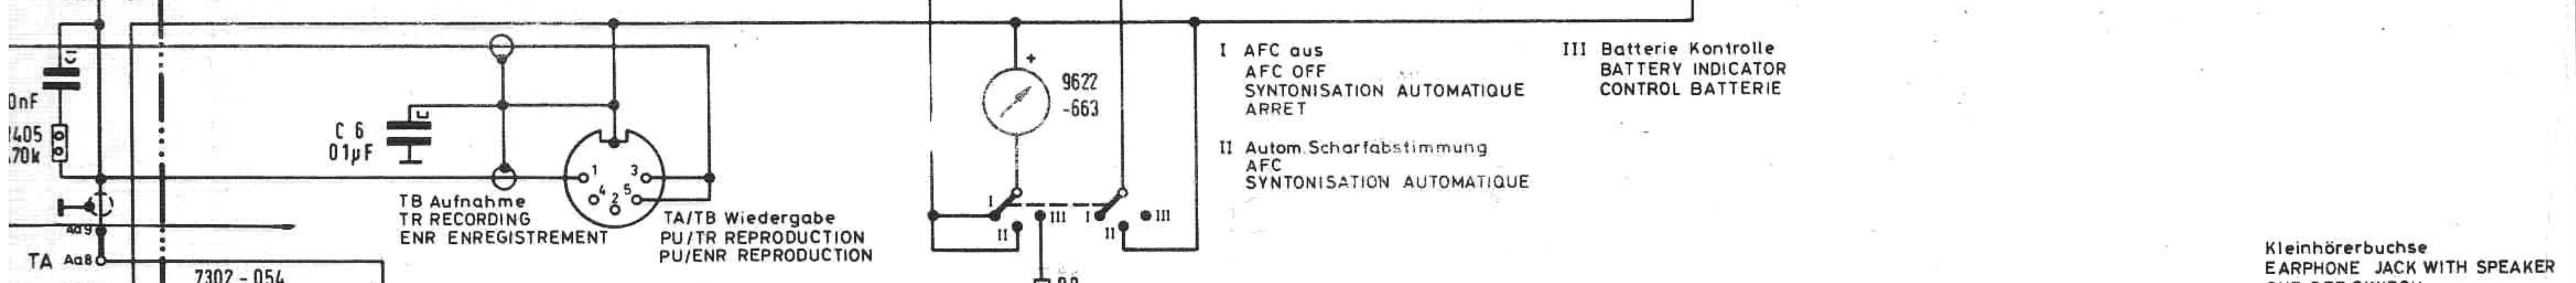 0nF
405
70k
C 6
01µF
1
3
4
5
2
TB Aufnahme
TR RECORDING
ENR ENREGISTREMENT
TA/TB Wiedergabe
PU/TR REPRODUCTION
PU/ENR REPRODUCTION
Aa9
TA Aa8
7302-054
+
9622
-663
I
II
III
I
II
III
I AFC aus
AFC OFF
SYNTONISATION AUTOMATIQUE
ARRET
II Autom. Scharfabstimmung
AFC
SYNTONISATION AUTOMATIQUE
III Batterie Kontrolle
BATTERY INDICATOR
CONTROL BATTERIE
Kleinhörerbuchse
EARPHONE JACK WITH SPEAKER